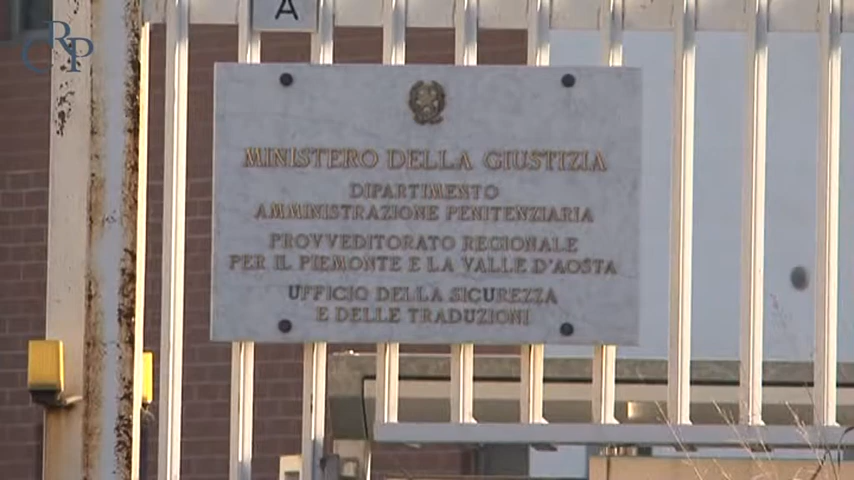 CRP
A
MINISTERO DELLA GIUSTIZIA
DIPARTIMENTO
AMMINISTRAZIONE PENITENZIARIA
PROVVEDITORATO REGIONALE
PER IL PIEMONTE E LA VALLE D'AOSTA
UFFICIO DELLA SICUREZZA
E DELLE TRADUZIONI